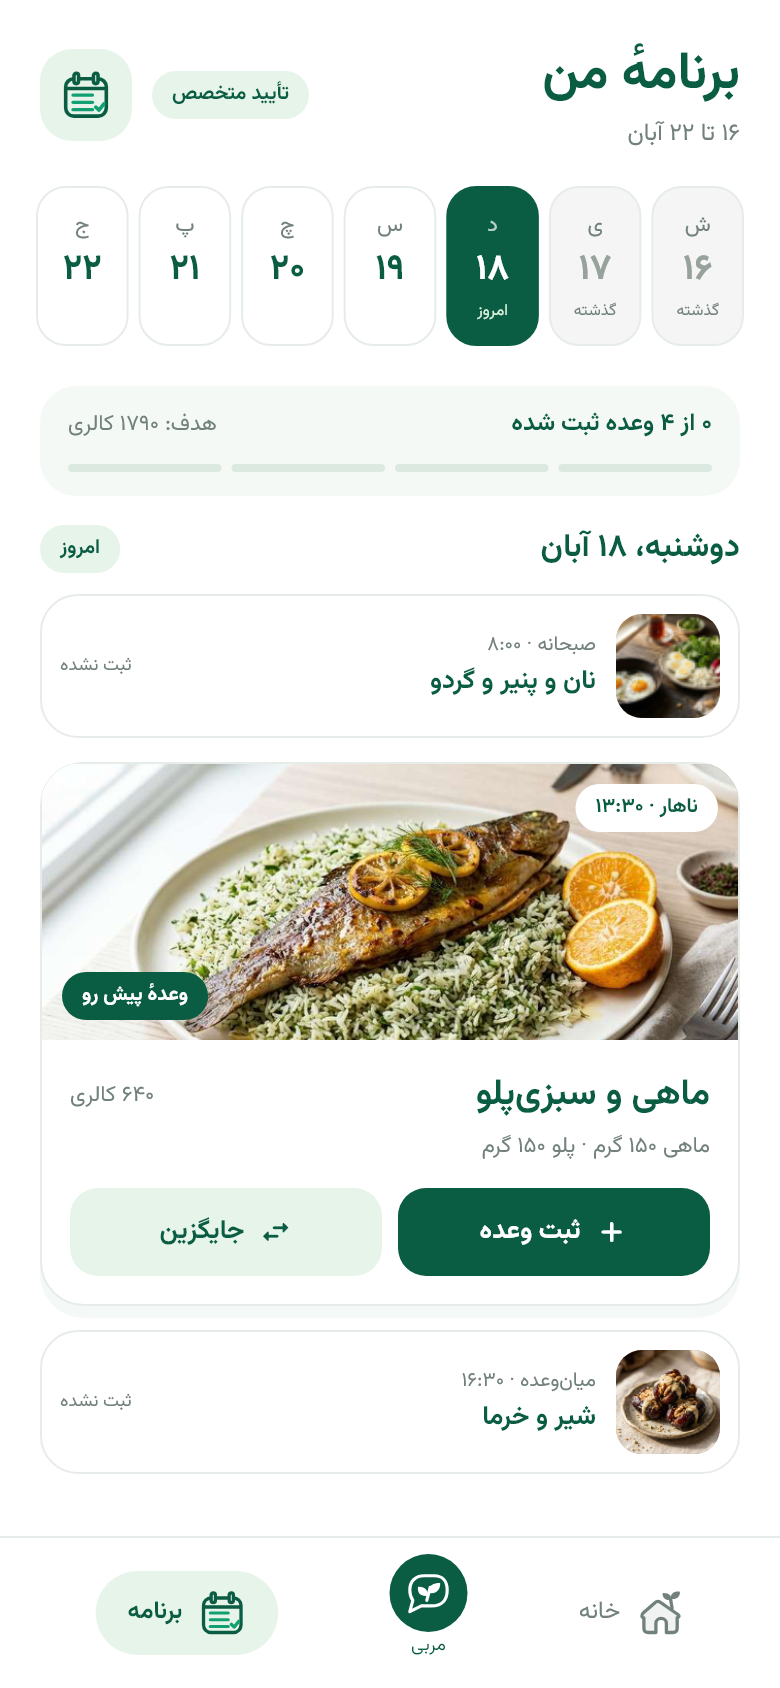 برنامهٔ من
تأیید متخصص
۱۶ تا ۲۲ آبان
ش ی د س چ پ ج
۱۶ ۱۷ ۱۸ ۱۹ ۲۰ ۲۱ ۲۲
گذشته گذشته امروز
۰ از ۴ وعده ثبت شده
هدف: ۱۷۹۰ کالری
دوشنبه، ۱۸ آبان
امروز
صبحانه · ۸:۰۰
نان و پنیر و گردو
ثبت نشده
ناهار · ۱۳:۳۰
وعدهٔ پیش رو
ماهی و سبزی‌پلو
۶۴۰ کالری
ماهی ۱۵۰ گرم · پلو ۱۵۰ گرم
ثبت وعده
جایگزین
میان‌وعده · ۱۶:۳۰
شیر و خرما
ثبت نشده
خانه
مربی
برنامه